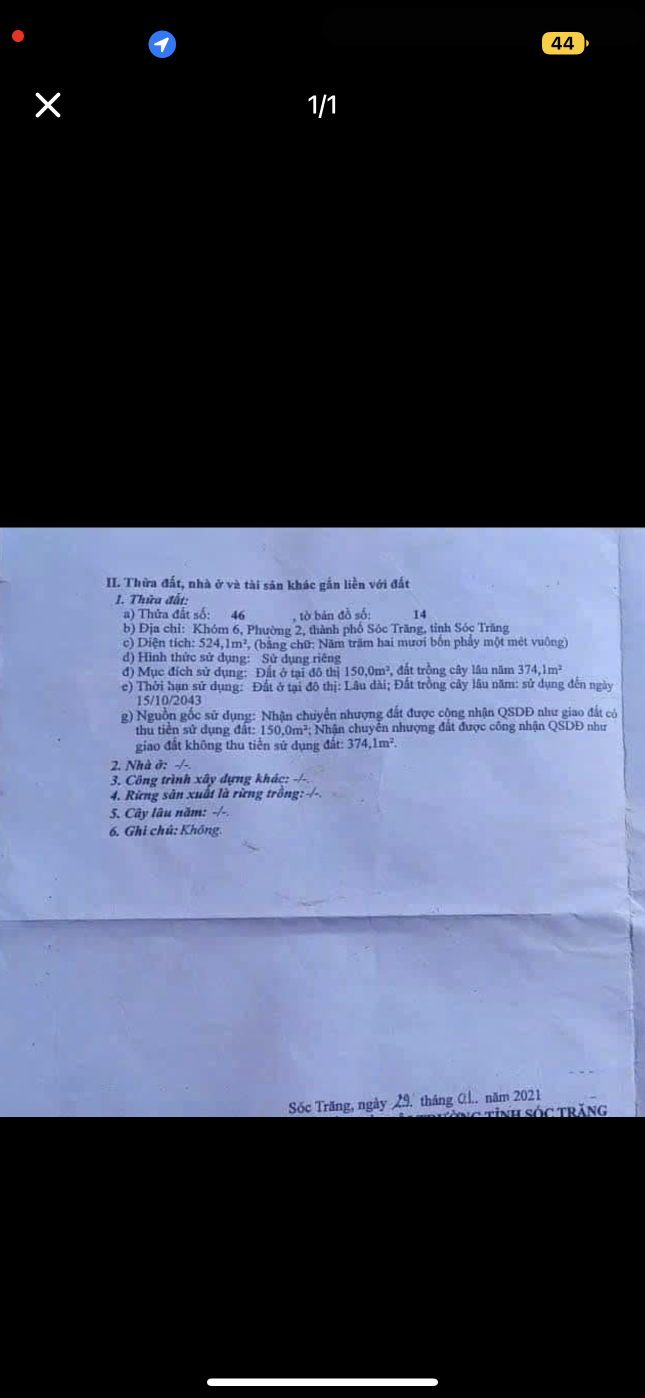 44
1/1
II. Thửa đất, nhà ở và tài sản khác gắn liền với đất
1. Thửa đất:
a) Thửa đất số: 46 , tờ bản đồ số: 14
b) Địa chỉ: Khóm 6, Phường 2, thành phố Sóc Trăng, tỉnh Sóc Trăng
c) Diện tích: 524,1m², (bằng chữ: Năm trăm hai mươi bốn phẩy một mét vuông)
d) Hình thức sử dụng: Sử dụng riêng
đ) Mục đích sử dụng: Đất ở tại đô thị 150,0m², đất trồng cây lâu năm 374,1m²
e) Thời hạn sử dụng: Đất ở tại đô thị: Lâu dài; Đất trồng cây lâu năm: sử dụng đến ngày
15/10/2043
g) Nguồn gốc sử dụng: Nhận chuyển nhượng đất được công nhận QSDĐ như giao đất có
thu tiền sử dụng đất: 150,0m²; Nhận chuyển nhượng đất được công nhận QSDĐ như
giao đất không thu tiền sử dụng đất: 374,1m².
2. Nhà ở: -/-.
3. Công trình xây dựng khác: -/-.
4. Rừng sản xuất là rừng trồng: -/-.
5. Cây lâu năm: -/-.
6. Ghi chú: Không.
Sóc Trăng, ngày 29. tháng 01.. năm 2021
TỈNH SÓC TRĂNG